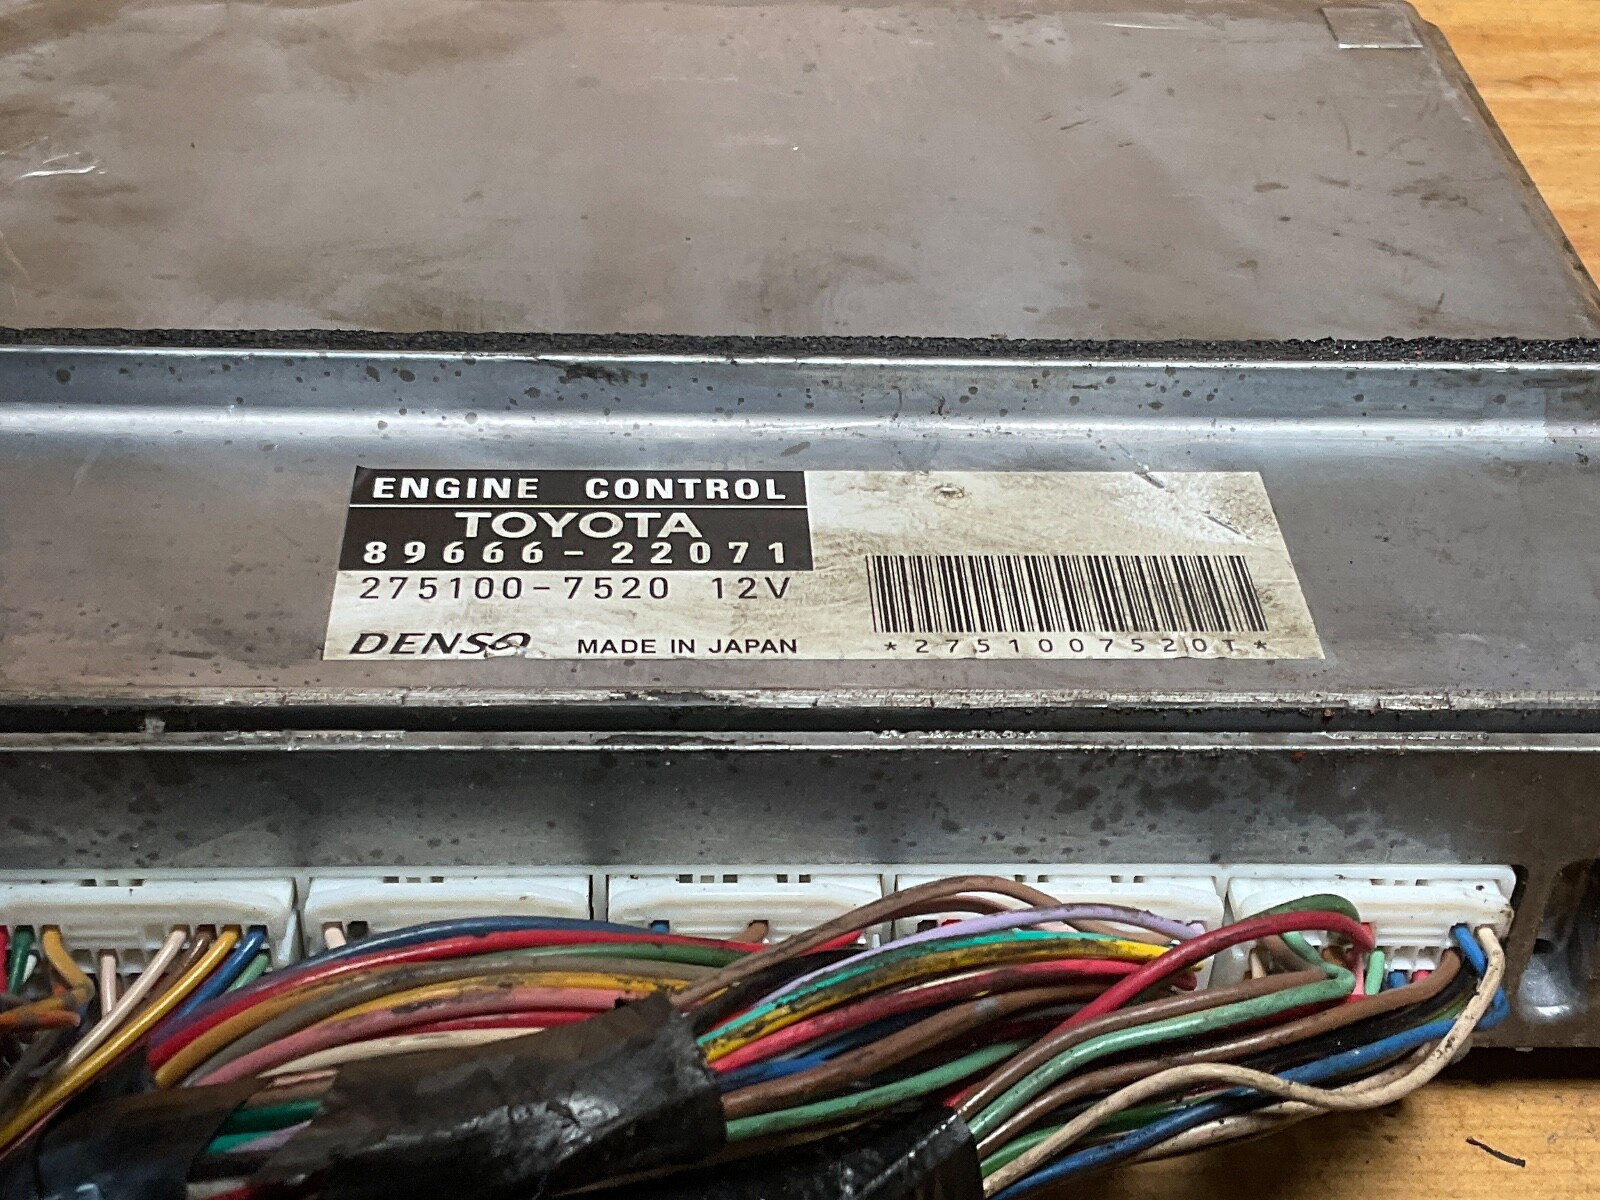 ENGINE CONTROL
TOYOTA
89666-22071
275100-7520 12V
DENSO MADE IN JAPAN
*2751007520T*